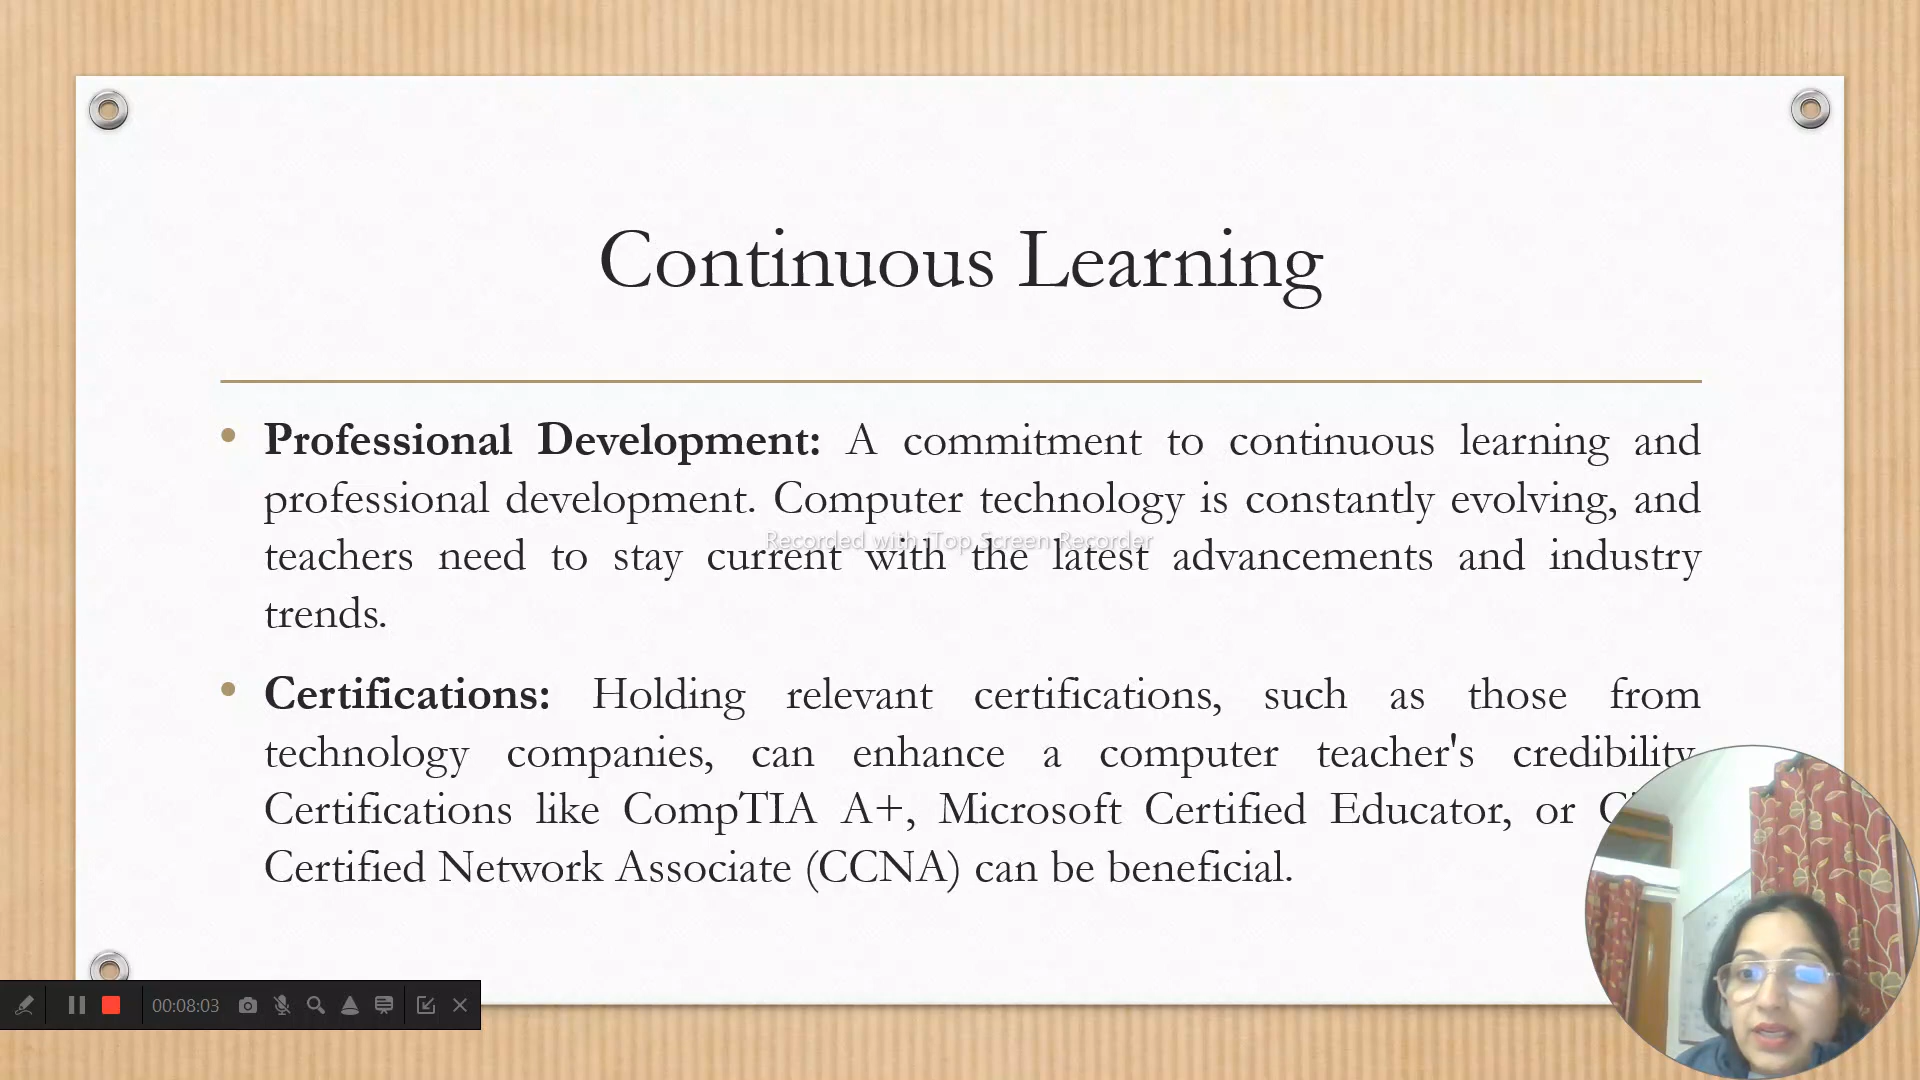 Continuous Learning
• Professional Development: A commitment to continuous learning and
professional development. Computer technology is constantly evolving, and
teachers need to stay current with the latest advancements and industry
trends.
Recorded with iTop Screen Recorder
• Certifications: Holding relevant certifications, such as those from
technology companies, can enhance a computer teacher's credibility.
Certifications like CompTIA A+, Microsoft Certified Educator, or
Certified Network Associate (CCNA) can be beneficial.
00:08:03